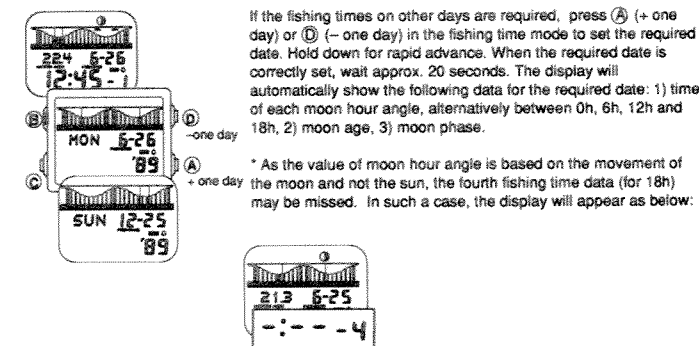 If the fishing times on other days are required, press Ⓐ (+ one
day) or Ⓓ (– one day) in the fishing time mode to set the required
date. Hold down for rapid advance. When the required date is
correctly set, wait approx. 20 seconds. The display will
automatically show the following data for the required date: 1) time
of each moon hour angle, alternatively between 0h, 6h, 12h and
18h, 2) moon age, 3) moon phase.
* As the value of moon hour angle is based on the movement of
the moon and not the sun, the fourth fishing time data (for 18h)
may be missed. In such a case, the display will appear as below:
22.4 6-26
12:45 -1
Ⓑ
Ⓓ
–one day
MON 6-26
'89
Ⓐ
+ one day
Ⓒ
SUN 12-25
'89
21.3 6-25
-:-- -4